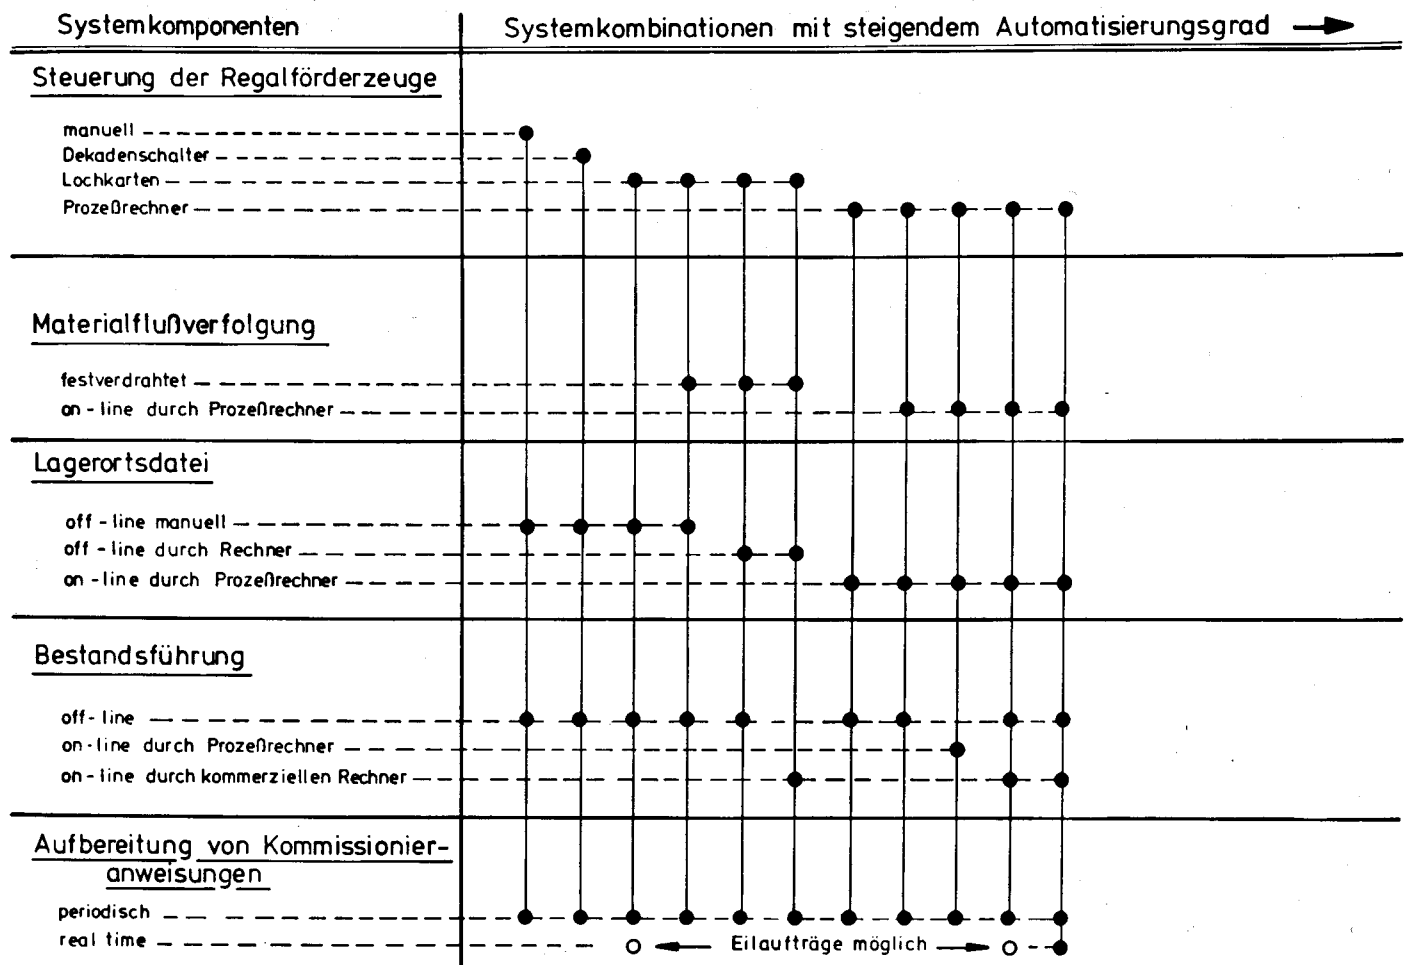 Systemkomponenten
Systemkombinationen mit steigendem Automatisierungsgrad
Steuerung der Regalförderzeuge
manuell
Dekadenschalter
Lochkarten
Prozeßrechner
Materialflußverfolgung
festverdrahtet
on-line durch Prozeßrechner
Lagerortsdatei
off-line manuell
off-line durch Rechner
on-line durch Prozeßrechner
Bestandsführung
off-line
on-line durch Prozeßrechner
on-line durch kommerziellen Rechner
Aufbereitung von Kommissionier-
anweisungen
periodisch
real time
Eilaufträge möglich